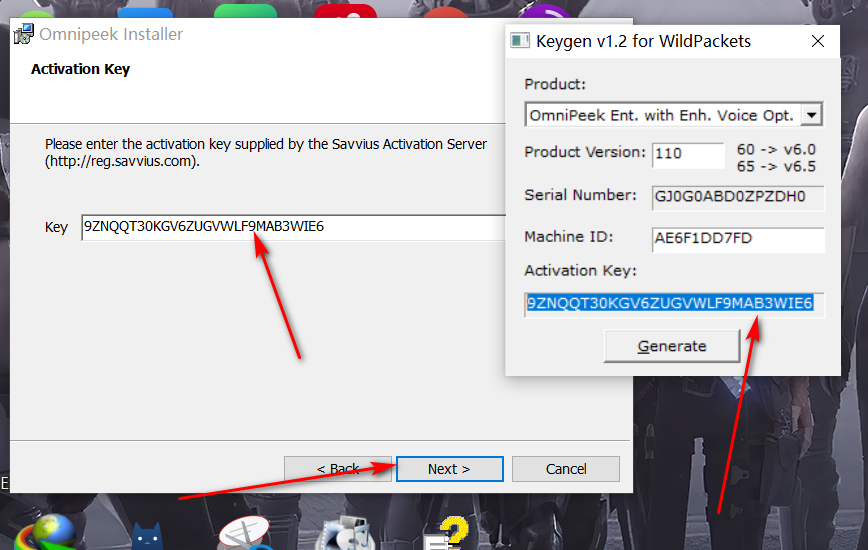 Omnipeek Installer
Activation Key
Please enter the activation key supplied by the Savvius Activation Server
(http://reg.savvius.com).
Key
9ZNQQT30KGV6ZUGVWLF9MAB3WIE6
< Back
Next >
Cancel
Keygen v1.2 for WildPackets
Product:
OmniPeek Ent. with Enh. Voice Opt.
Product Version:
110
60 -> v6.0
65 -> v6.5
Serial Number:
GJ0G0ABD0ZPZDH0
Machine ID:
AE6F1DD7FD
Activation Key:
9ZNQQT30KGV6ZUGVWLF9MAB3WIE6
Generate
E